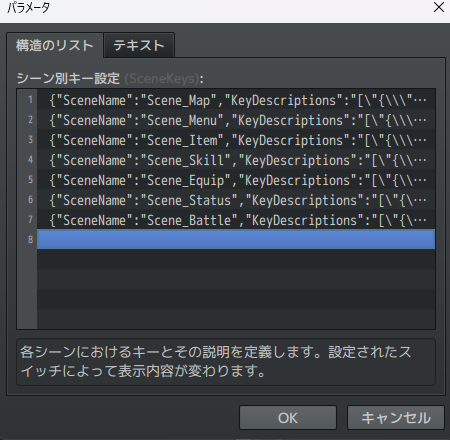 パラメータ
構造のリスト テキスト
シーン別キー設定 (SceneKeys):
1 {"SceneName":"Scene_Map","KeyDescriptions":"[\"{\\\"…
2 {"SceneName":"Scene_Menu","KeyDescriptions":"[\"{\\\…
3 {"SceneName":"Scene_Item","KeyDescriptions":"[\"{\\\…
4 {"SceneName":"Scene_Skill","KeyDescriptions":"[\"{\\…
5 {"SceneName":"Scene_Equip","KeyDescriptions":"[\"{\\…
6 {"SceneName":"Scene_Status","KeyDescriptions":"[\"{\…
7 {"SceneName":"Scene_Battle","KeyDescriptions":"[\"{\…
8
各シーンにおけるキーとその説明を定義します。設定されたス
イッチによって表示内容が変わります。
OK キャンセル